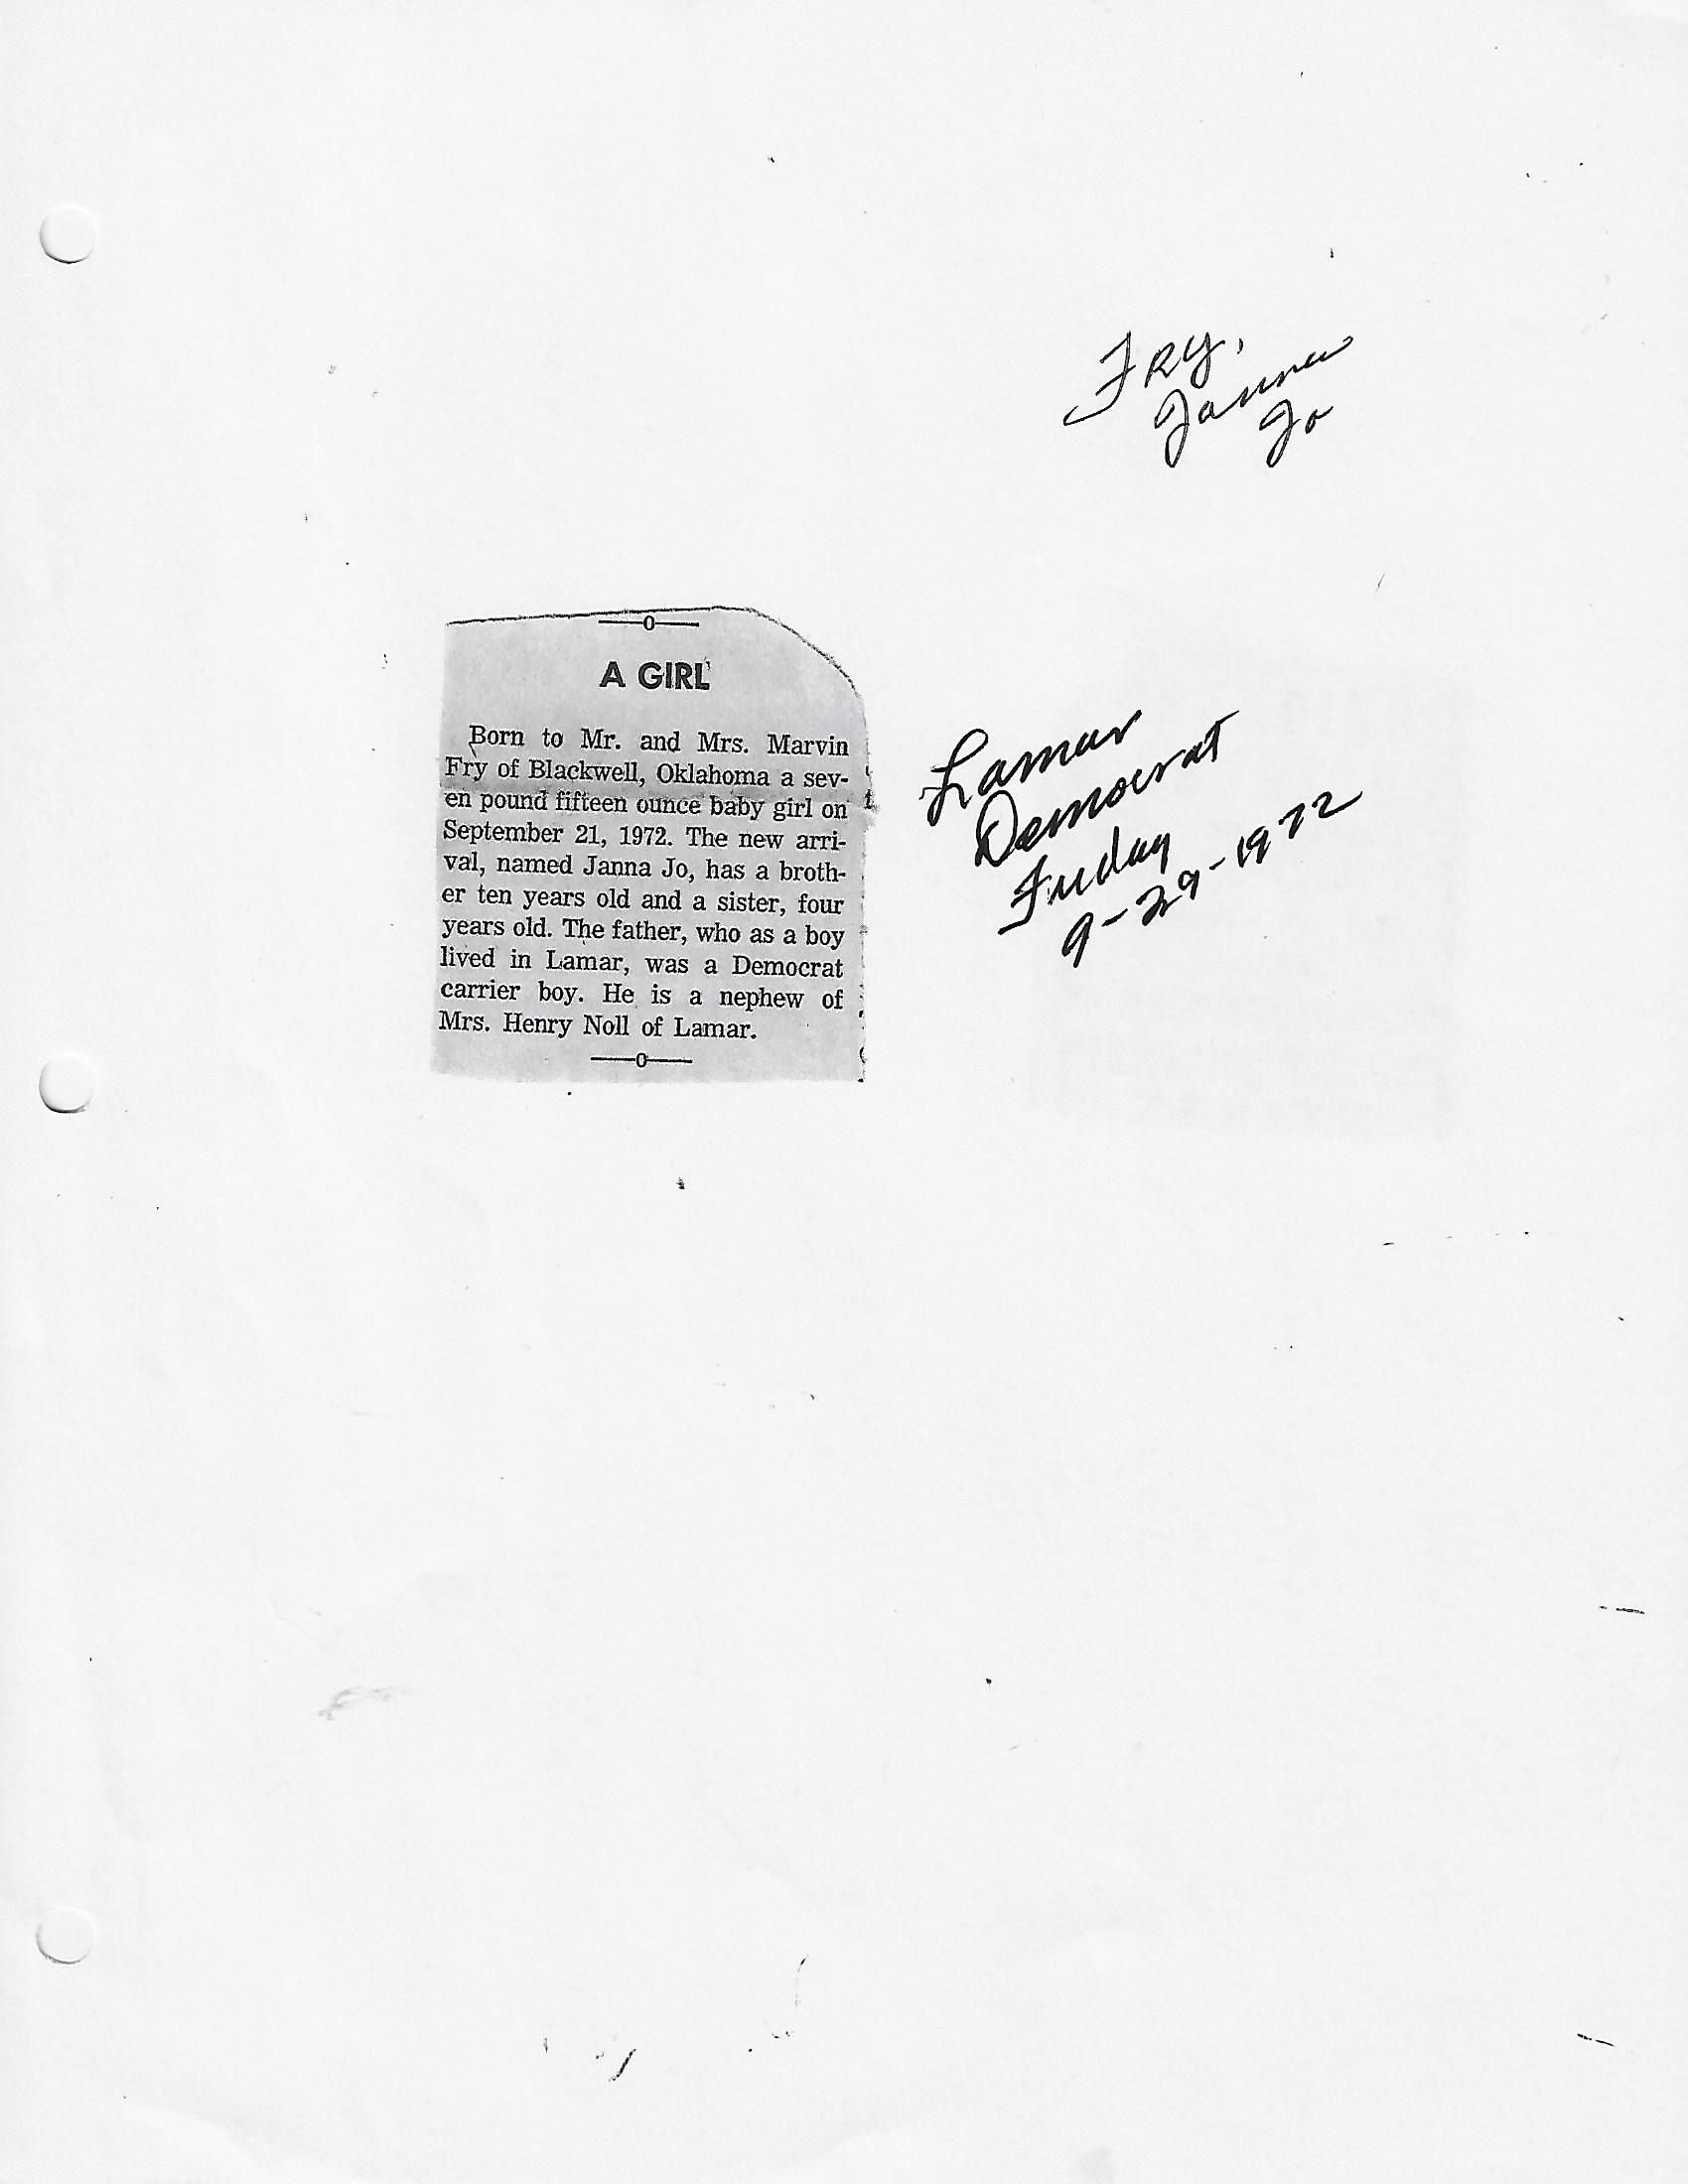 Fry,
Janna
Jo
—o—
A GIRL
Born to Mr. and Mrs. Marvin
Fry of Blackwell, Oklahoma a sev-
en pound fifteen ounce baby girl on
September 21, 1972. The new arri-
val, named Janna Jo, has a broth-
er ten years old and a sister, four
years old. The father, who as a boy
lived in Lamar, was a Democrat
carrier boy. He is a nephew of
Mrs. Henry Noll of Lamar.
—o—
Lamar
Democrat
Friday
9-29-1972